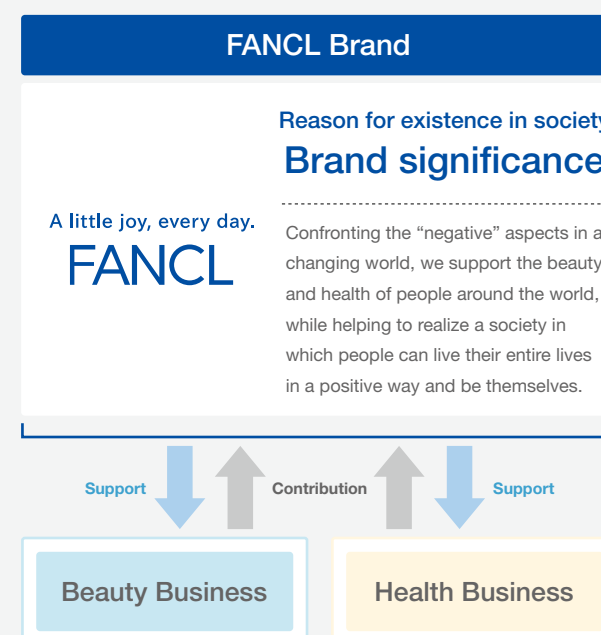 FANCL Brand
Reason for existence in society
Brand significance
A little joy, every day.
FANCL
Confronting the “negative” aspects in a
changing world, we support the beauty
and health of people around the world,
while helping to realize a society in
which people can live their entire lives
in a positive way and be themselves.
Support
Contribution
Support
Beauty Business
Health Business